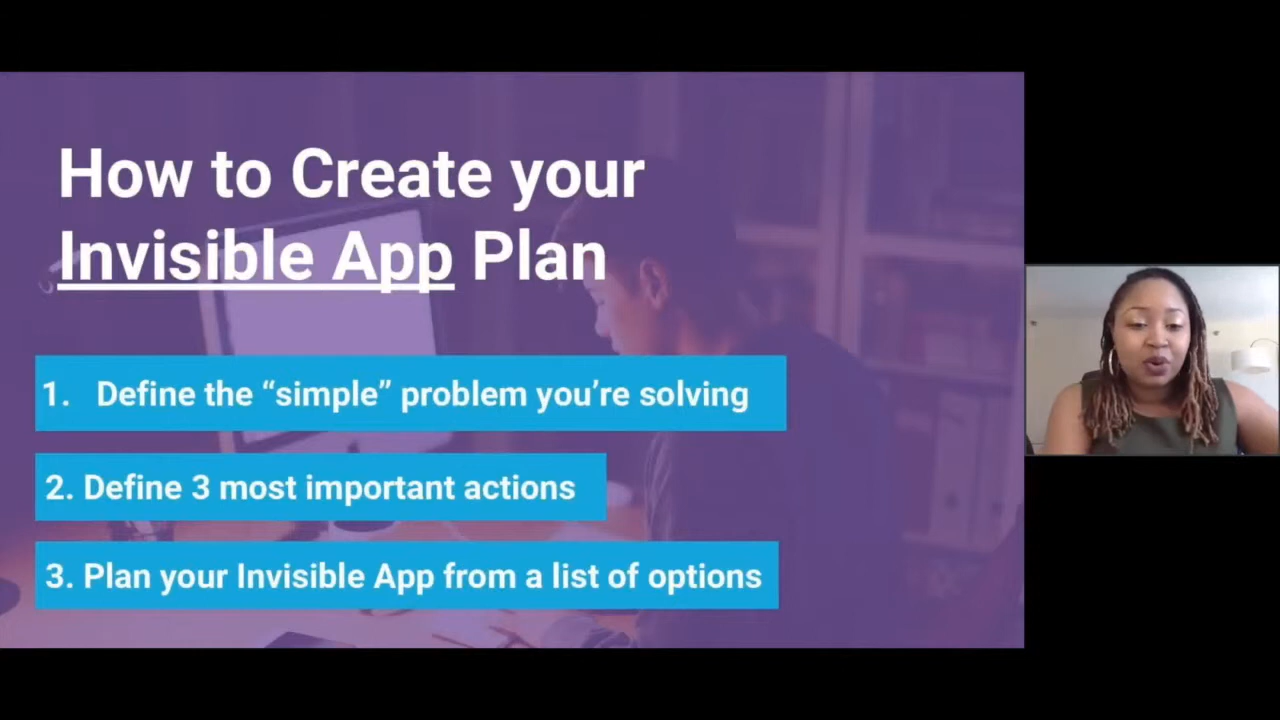 How to Create your
Invisible App Plan
1. Define the “simple” problem you’re solving
2. Define 3 most important actions
3. Plan your Invisible App from a list of options